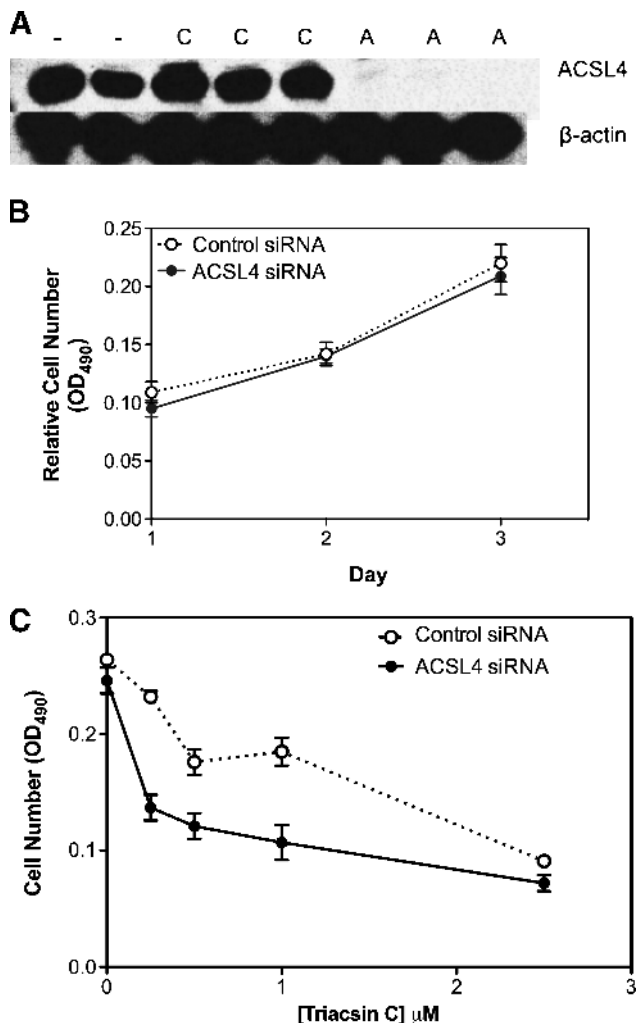 A
- - C C C A A A
ACSL4
β-actin
B
Control siRNA
ACSL4 siRNA
Relative Cell Number
(OD490)
0.25
0.20
0.15
0.10
0.05
0.00
1 2 3
Day
C
Control siRNA
ACSL4 siRNA
Cell Number (OD490)
0.3
0.2
0.1
0.0
0 1 2 3
[Triacsin C] μM